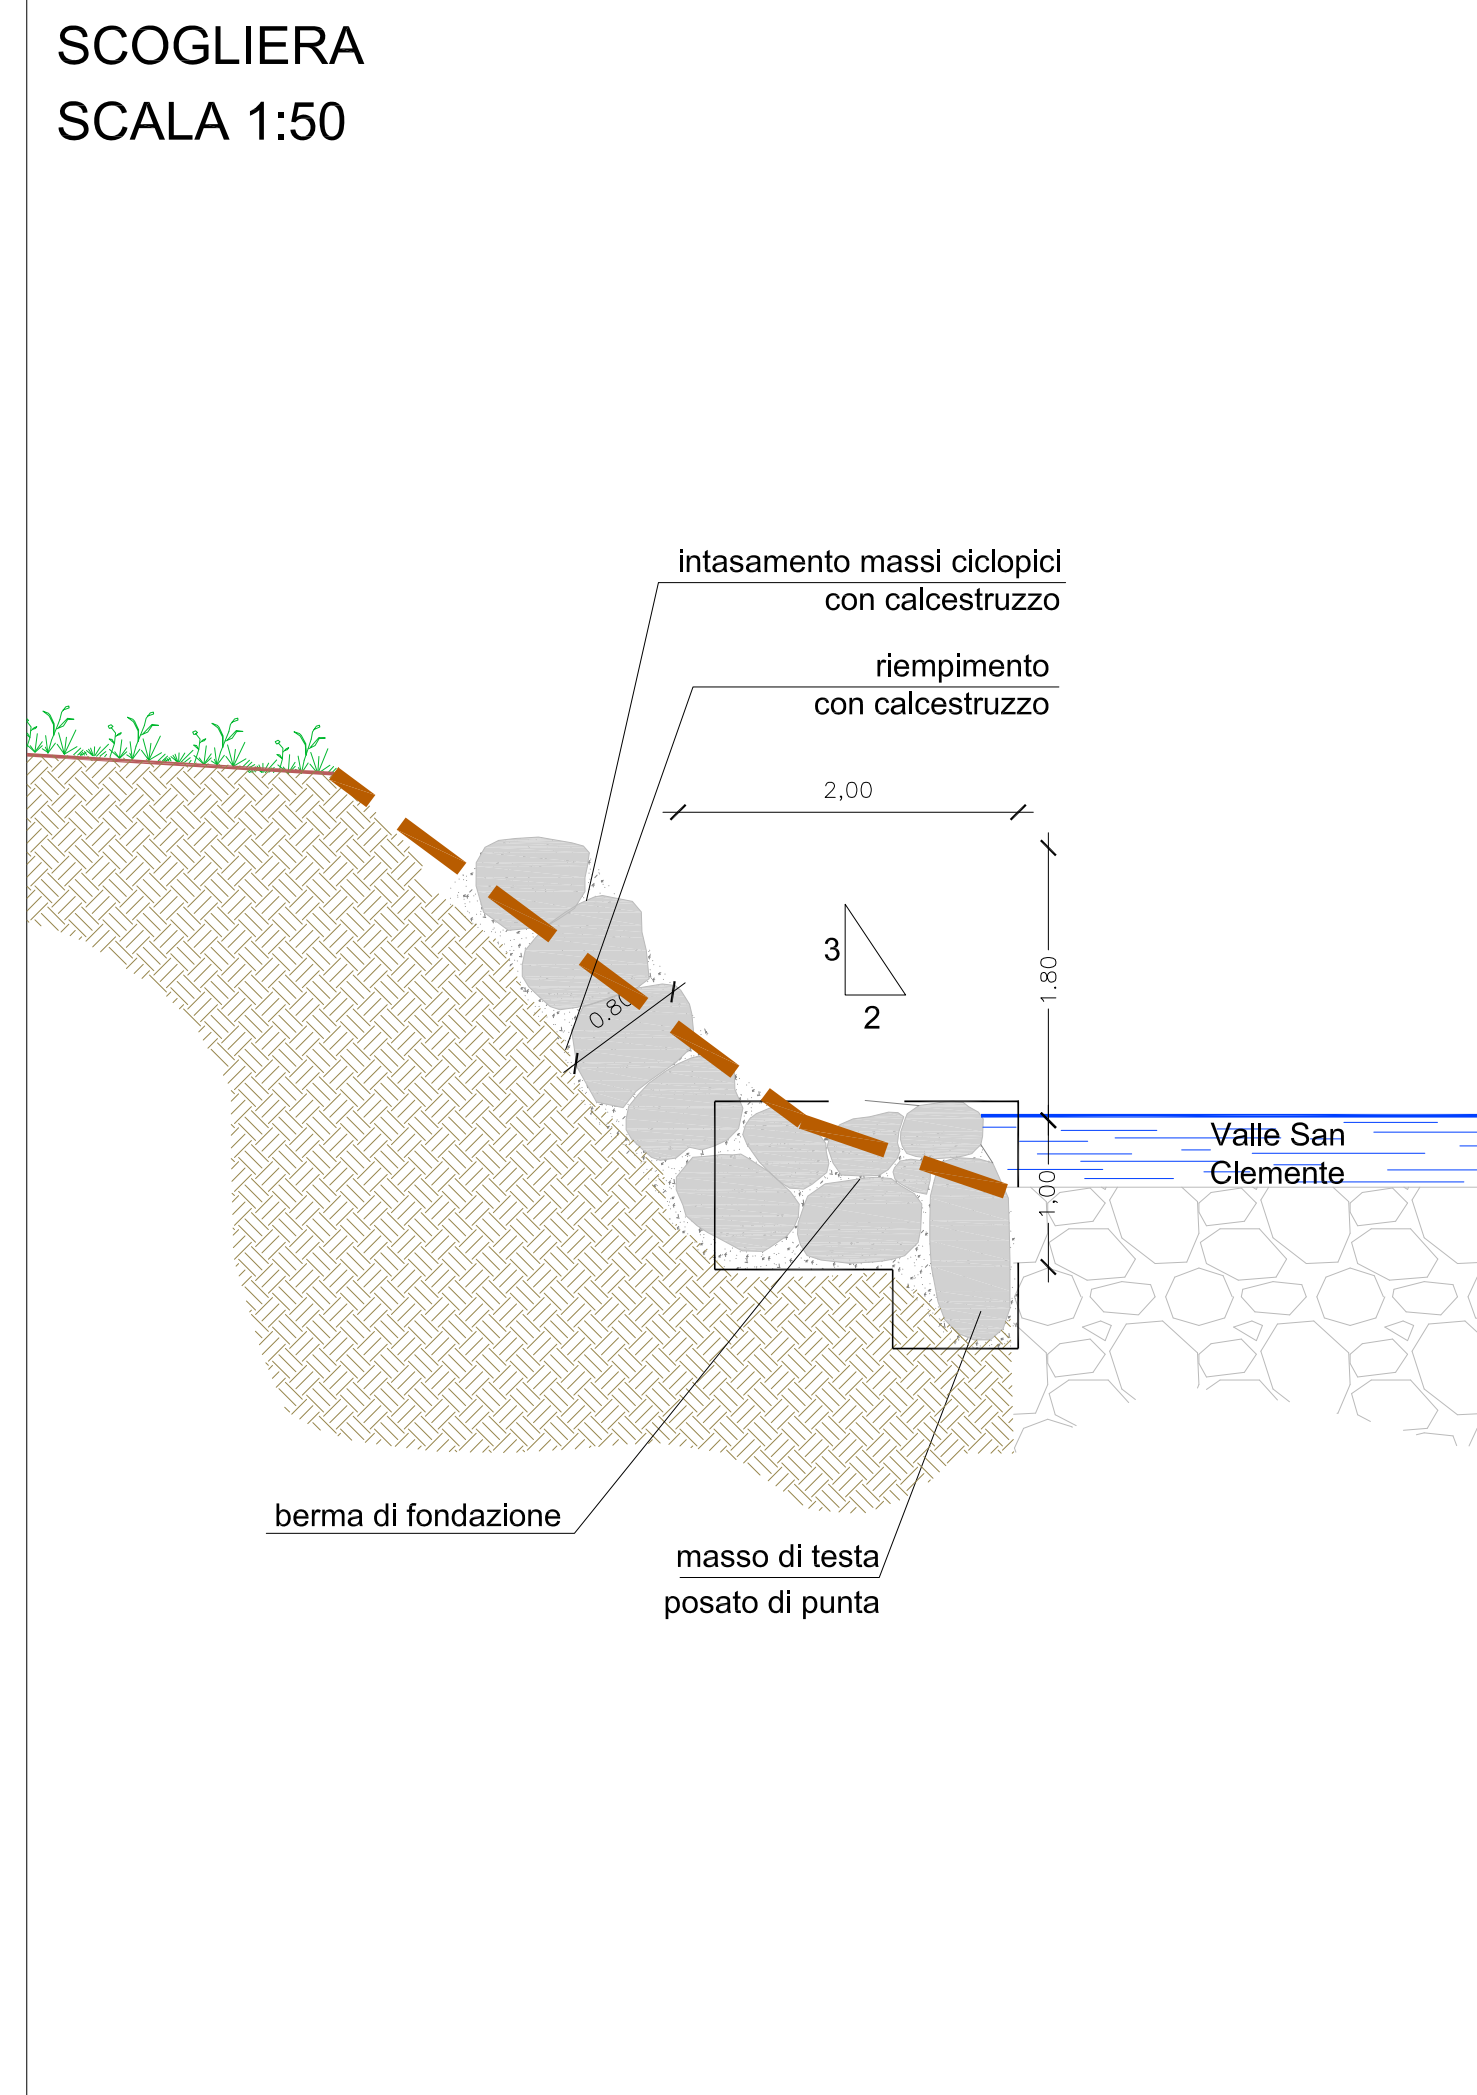 SCOGLIERA
SCALA 1:50
intasamento massi ciclopici
con calcestruzzo
riempimento
con calcestruzzo
2,00
3
2
1.80
0.80
Valle San
Clemente
1,00
berma di fondazione
masso di testa
posato di punta